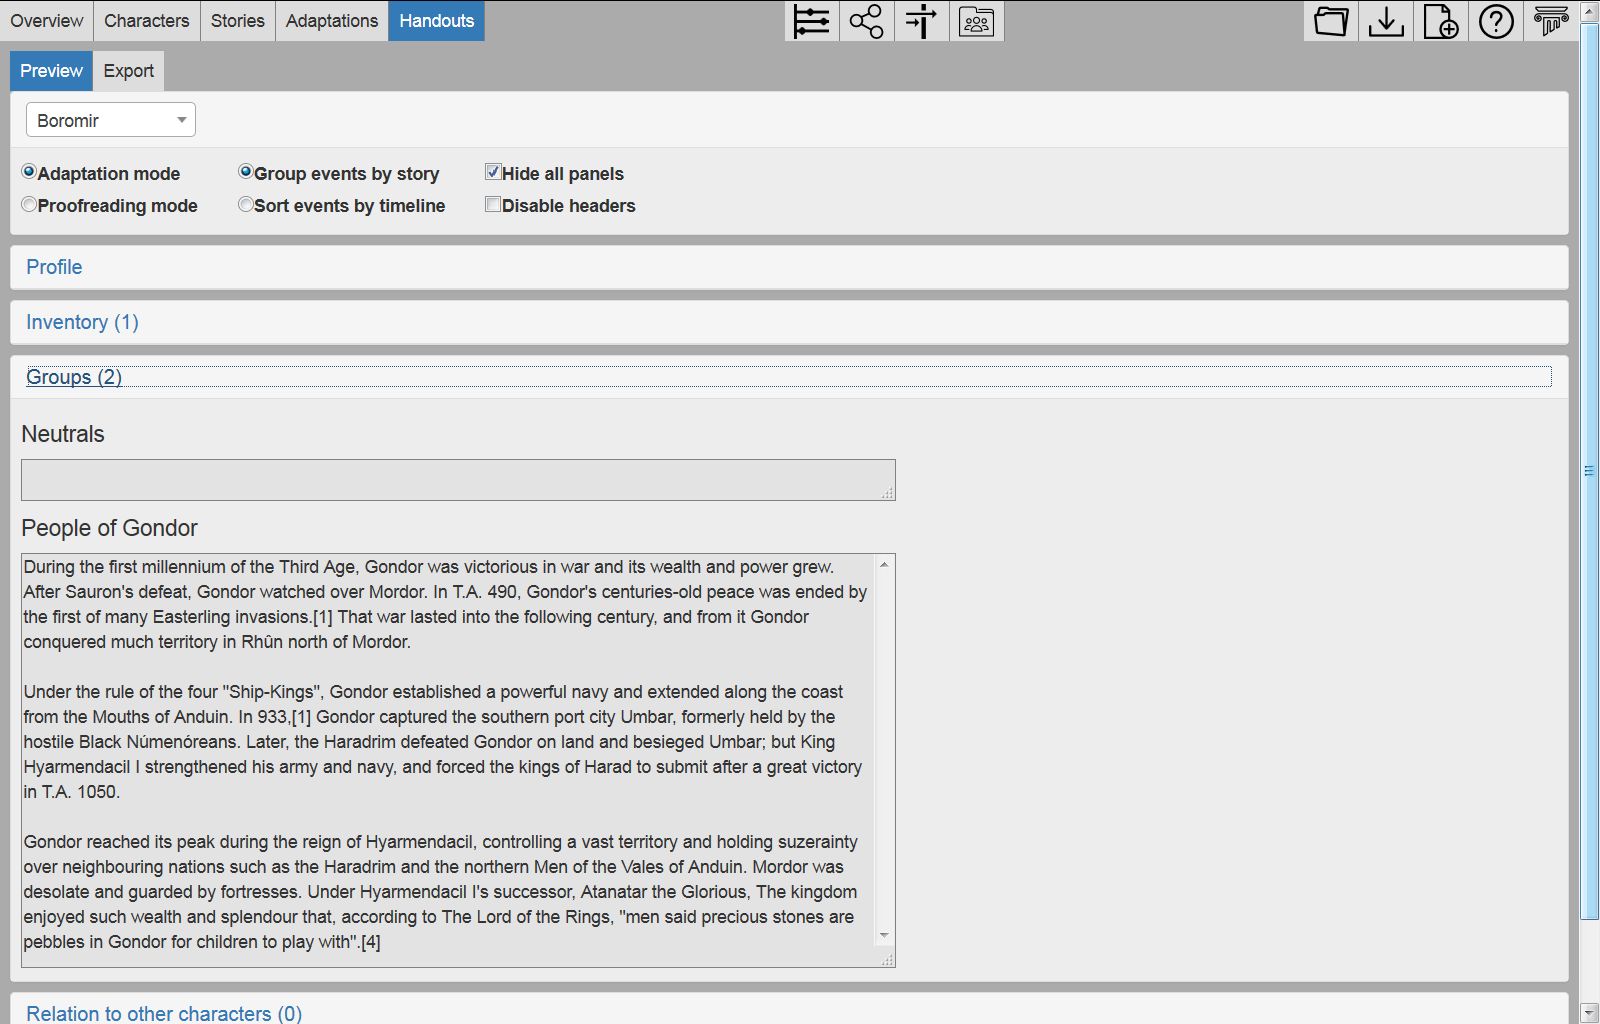 Overview Characters Stories Adaptations Handouts
Preview Export
Boromir
Adaptation mode Group events by story Hide all panels
Proofreading mode Sort events by timeline Disable headers
Profile
Inventory (1)
Groups (2)
Neutrals
People of Gondor
During the first millennium of the Third Age, Gondor was victorious in war and its wealth and power grew.
After Sauron's defeat, Gondor watched over Mordor. In T.A. 490, Gondor's centuries-old peace was ended by
the first of many Easterling invasions.[1] That war lasted into the following century, and from it Gondor
conquered much territory in Rhûn north of Mordor.
Under the rule of the four "Ship-Kings", Gondor established a powerful navy and extended along the coast
from the Mouths of Anduin. In 933,[1] Gondor captured the southern port city Umbar, formerly held by the
hostile Black Númenóreans. Later, the Haradrim defeated Gondor on land and besieged Umbar; but King
Hyarmendacil I strengthened his army and navy, and forced the kings of Harad to submit after a great victory
in T.A. 1050.
Gondor reached its peak during the reign of Hyarmendacil, controlling a vast territory and holding suzerainty
over neighbouring nations such as the Haradrim and the northern Men of the Vales of Anduin. Mordor was
desolate and guarded by fortresses. Under Hyarmendacil I's successor, Atanatar the Glorious, The kingdom
enjoyed such wealth and splendour that, according to The Lord of the Rings, "men said precious stones are
pebbles in Gondor for children to play with".[4]
Relation to other characters (0)